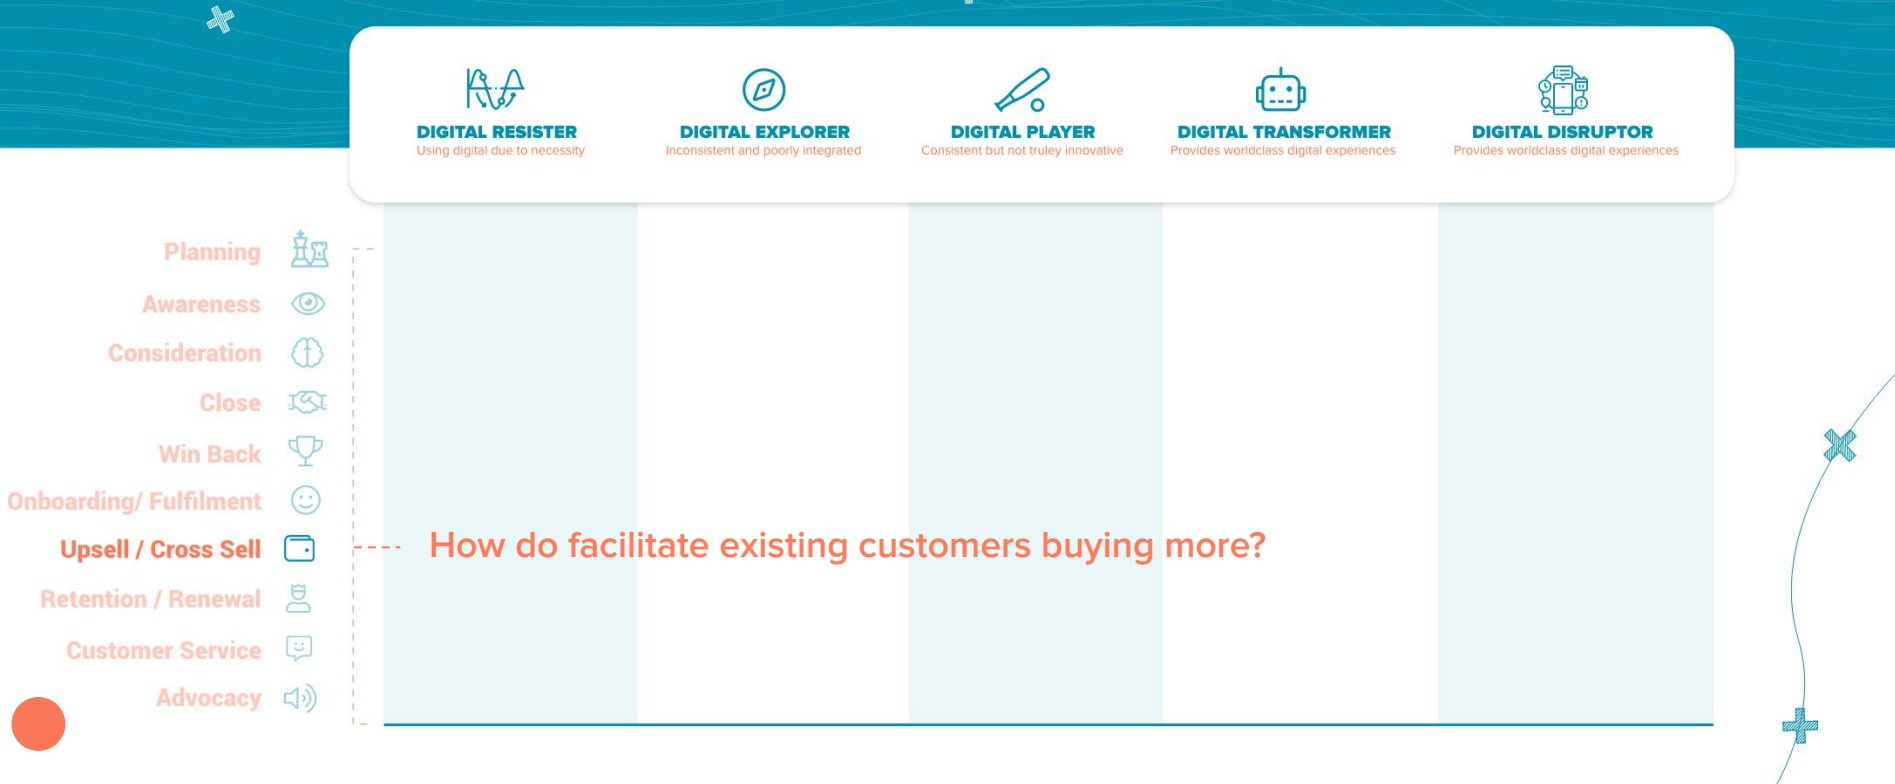 DIGITAL RESISTER
Using digital due to necessity
DIGITAL EXPLORER
Inconsistent and poorly integrated
DIGITAL PLAYER
Consistent but not truley innovative
DIGITAL TRANSFORMER
Provides worldclass digital experiences
DIGITAL DISRUPTOR
Provides worldclass digital experiences
Planning
Awareness
Consideration
Close
Win Back
Onboarding/ Fulfilment
Upsell / Cross Sell
How do facilitate existing customers buying more?
Retention / Renewal
Customer Service
Advocacy